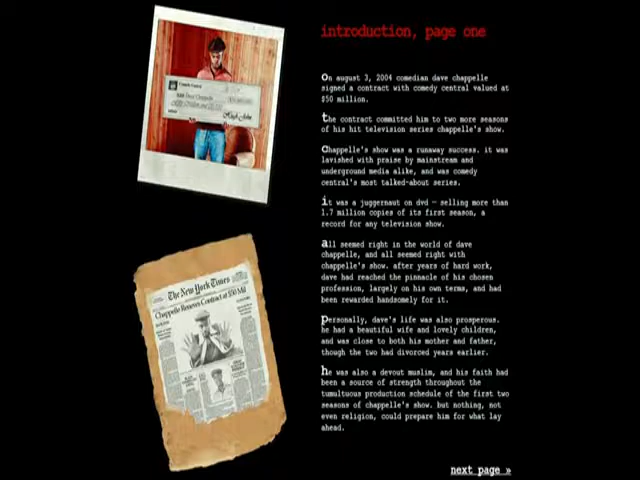 introduction, page one
On august 3, 2004 comedian dave chappelle
signed a contract with comedy central valued at
$50 million.
the contract committed him to two more seasons
of his hit television series chappelle's show.
Chappelle's show was a runaway success. it was
lavished with praise by mainstream and
underground media alike, and was comedy
central's most talked-about series.
it was a juggernaut on dvd — selling more than
1.7 million copies of its first season, a
record for any television show.
all seemed right in the world of dave
chappelle, and all seemed right with
chappelle's show. after years of hard work,
dave had reached the pinnacle of his chosen
profession, largely on his own terms, and had
been rewarded handsomely for it.
personally, dave's life was also prosperous.
he had a beautiful wife and lovely children,
and was close to both his mother and father,
though the two had divorced years earlier.
he was also a devout muslim, and his faith had
been a source of strength throughout the
tumultuous production schedule of the first two
seasons of chappelle's show. but nothing, not
even religion, could prepare him for what lay
ahead.
next page »
The New York Times
Chappelle Renews Contract at $50 Mil